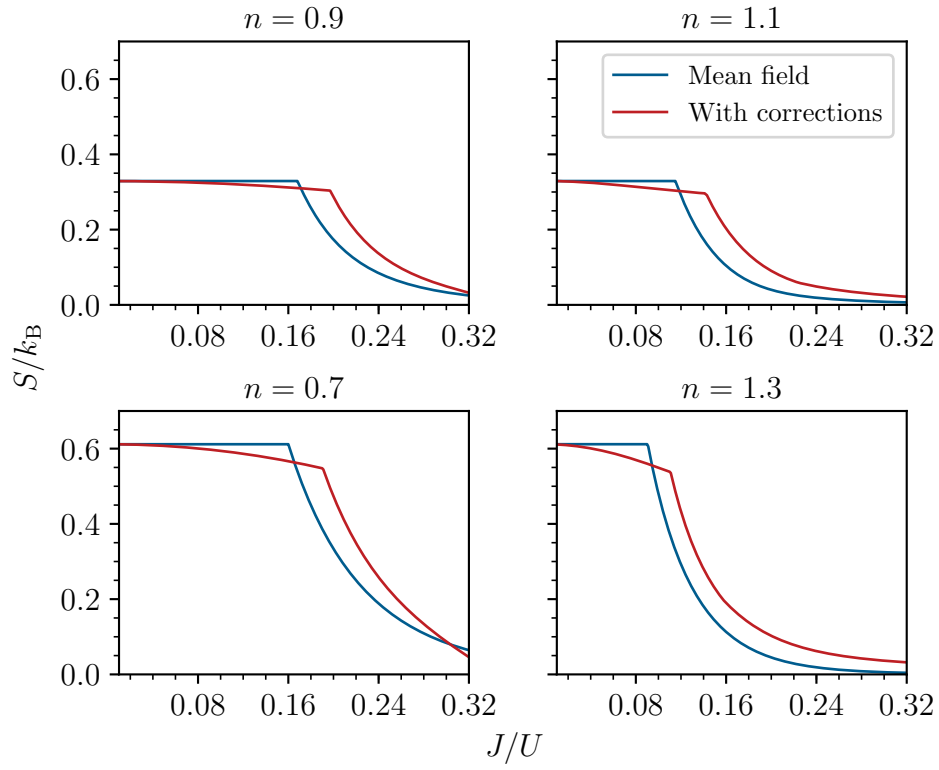 n = 0.9
n = 1.1
0.6
0.4
0.2
0.0
0.08 0.16 0.24 0.32
Mean field
With corrections
0.08 0.16 0.24 0.32
S/k_B
n = 0.7
n = 1.3
0.6
0.4
0.2
0.0
0.08 0.16 0.24 0.32
0.08 0.16 0.24 0.32
J/U